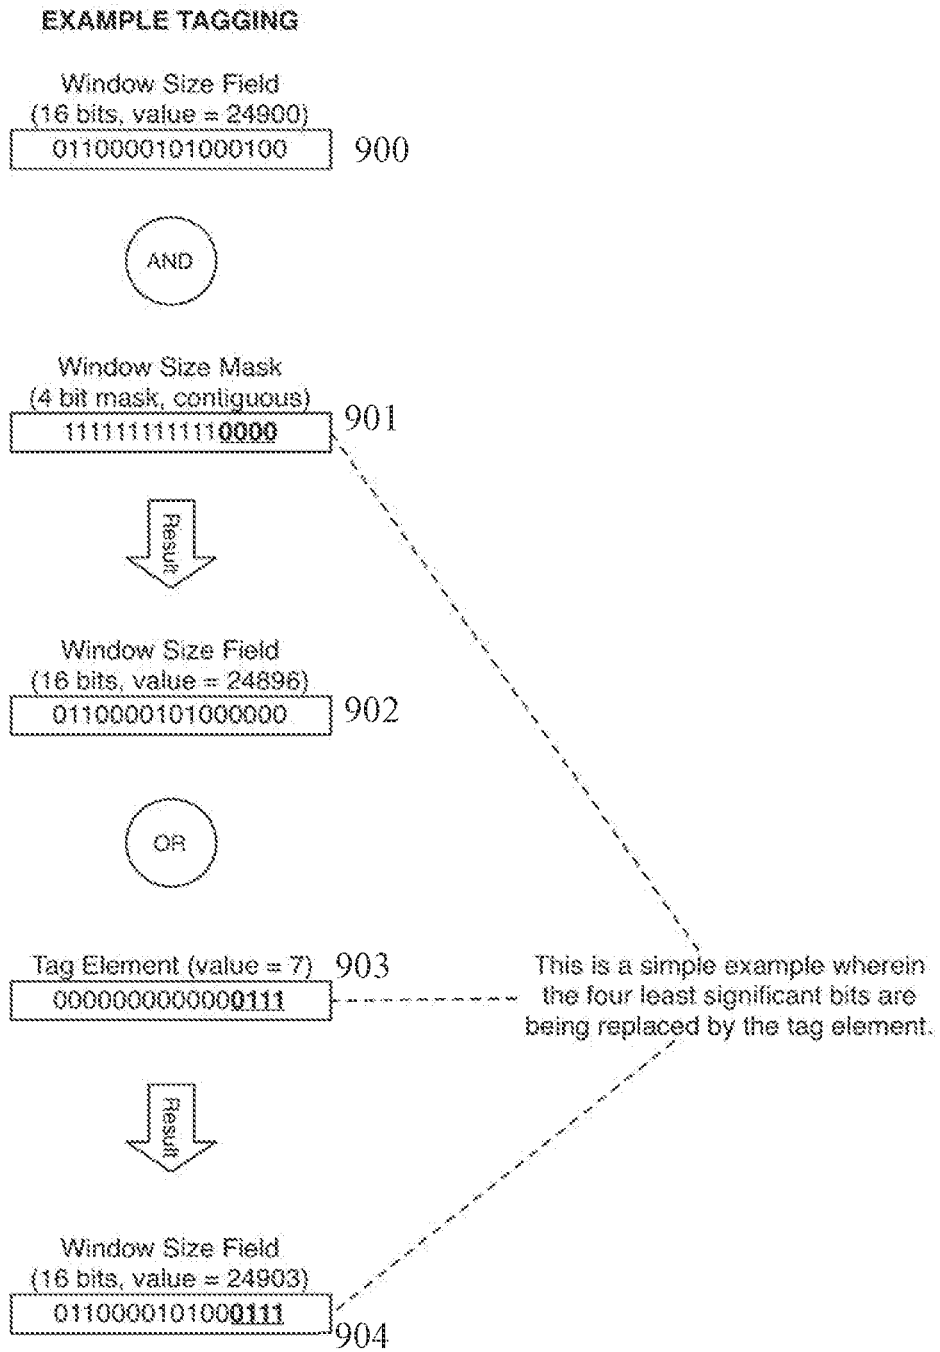 EXAMPLE TAGGING
Window Size Field
(16 bits, value = 24900)
0110000101000100 900
AND
Window Size Mask
(4 bit mask, contiguous)
1111111111110000 901
Result
Window Size Field
(16 bits, value = 24896)
0110000101000000 902
OR
Tag Element (value = 7) 903
0000000000000111
This is a simple example wherein
the four least significant bits are
being replaced by the tag element.
Result
Window Size Field
(16 bits, value = 24903)
0110000101000111
904